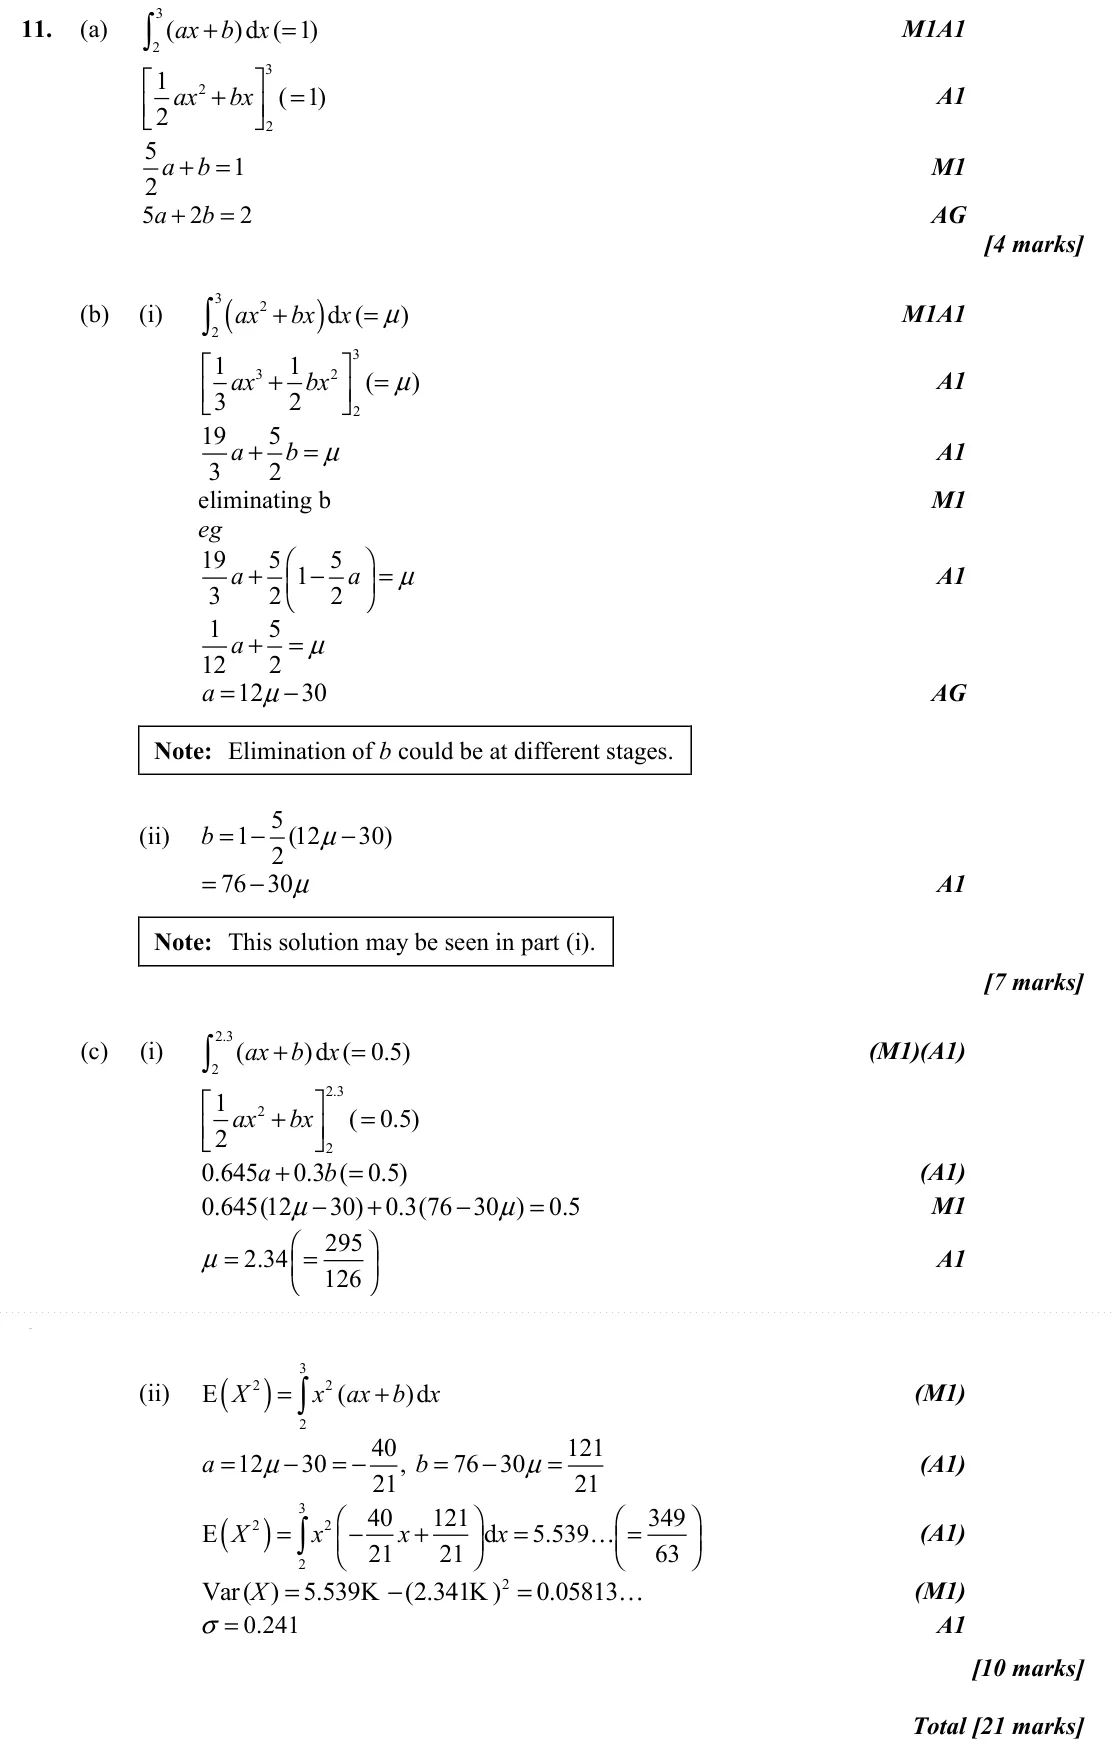 11. (a) ∫₂³ (ax + b) dx (= 1) M1A1
[1/2 ax² + bx]₂³ (= 1) A1
5/2 a + b = 1 M1
5a + 2b = 2 AG
[4 marks]
(b) (i) ∫₂³ (ax² + bx) dx (= μ) M1A1
[1/3 ax³ + 1/2 bx²]₂³ (= μ) A1
19/3 a + 5/2 b = μ A1
eliminating b M1
eg
19/3 a + 5/2 (1 − 5/2 a) = μ A1
1/12 a + 5/2 = μ
a = 12μ − 30 AG
Note: Elimination of b could be at different stages.
(ii) b = 1 − 5/2 (12μ − 30)
= 76 − 30μ A1
Note: This solution may be seen in part (i).
[7 marks]
(c) (i) ∫₂^2.3 (ax + b) dx (= 0.5) (M1)(A1)
[1/2 ax² + bx]₂^2.3 (= 0.5)
0.645a + 0.3b (= 0.5) (A1)
0.645(12μ − 30) + 0.3(76 − 30μ) = 0.5 M1
μ = 2.34 (= 295/126) A1
(ii) E(X²) = ∫₂³ x² (ax + b) dx (M1)
a = 12μ − 30 = −40/21, b = 76 − 30μ = 121/21 (A1)
E(X²) = ∫₂³ x² (−40/21 x + 121/21) dx = 5.539… (= 349/63) (A1)
Var(X) = 5.539K − (2.341K )² = 0.05813… (M1)
σ = 0.241 A1
[10 marks]
Total [21 marks]